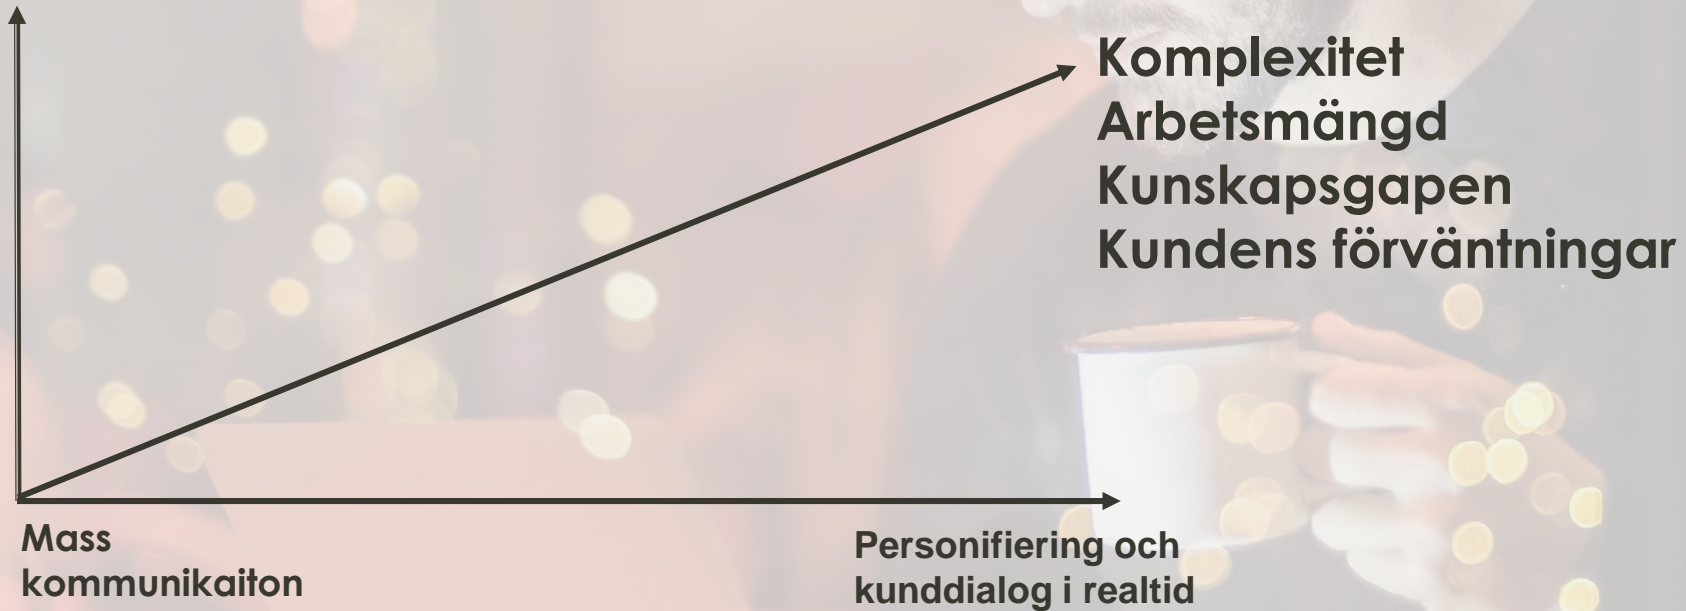 Komplexitet
Arbetsmängd
Kunskapsgapen
Kundens förväntningar
Mass
kommunikaiton
Personifiering och
kunddialog i realtid